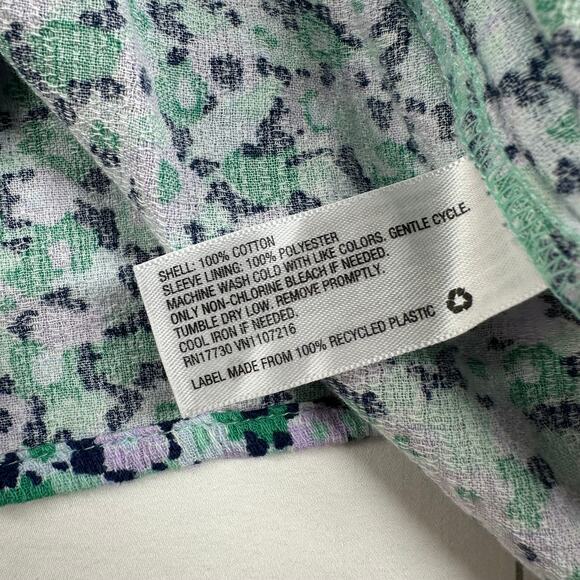 SHELL: 100% COTTON
SLEEVE LINING: 100% POLYESTER
MACHINE WASH COLD WITH LIKE COLORS. GENTLE CYCLE.
ONLY NON-CHLORINE BLEACH IF NEEDED.
TUMBLE DRY LOW. REMOVE PROMPTLY.
COOL IRON IF NEEDED.
RN17730 VN1107216
LABEL MADE FROM 100% RECYCLED PLASTIC